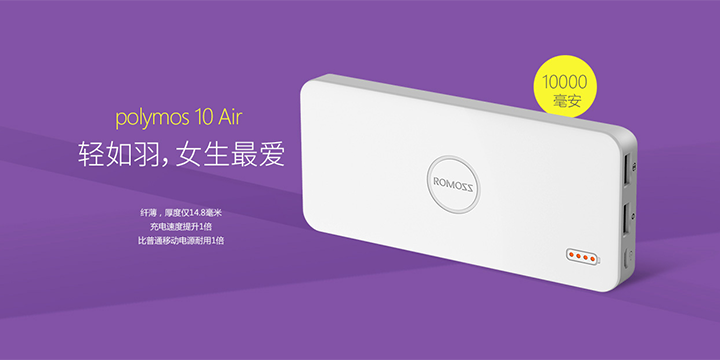 polymos 10 Air
轻如羽，女生最爱
纤薄，厚度仅14.8毫米
充电速度提升1倍
比普通移动电源耐用1倍
10000
毫安
ROMOSS